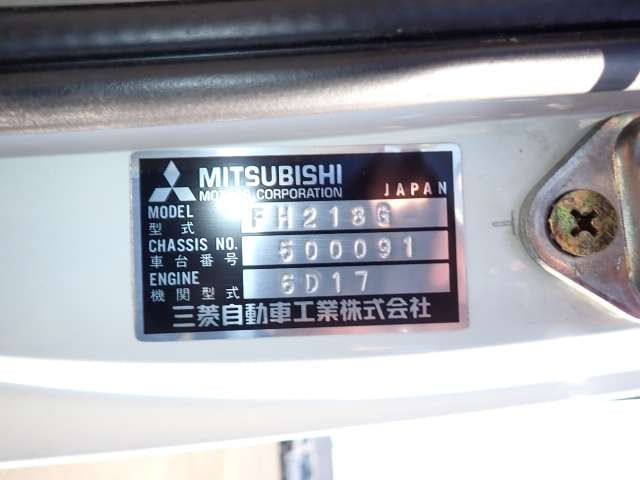 MITSUBISHI
MOTORS CORPORATION JAPAN
MODEL FH218G
型式
CHASSIS NO. 500091
車台番号
ENGINE 6D17
機関型式
三菱自動車工業株式会社